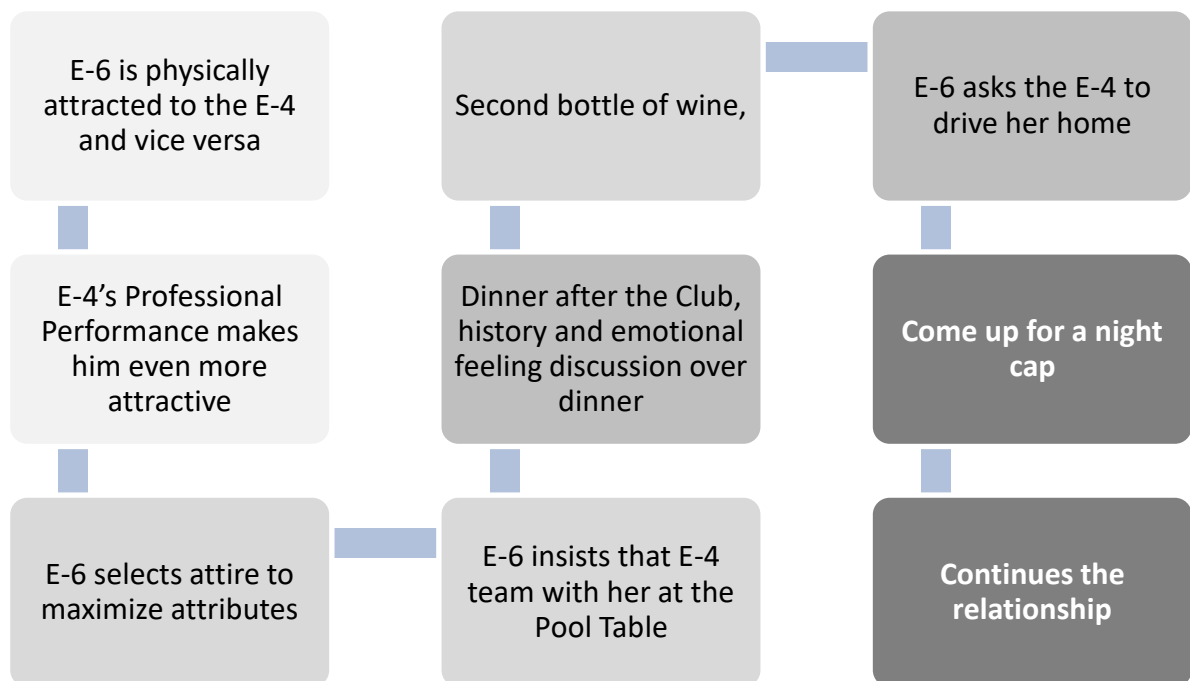 E-6 is physically
attracted to the E-4
and vice versa
E-4’s Professional
Performance makes
him even more
attractive
E-6 selects attire to
maximize attributes
E-6 insists that E-4
team with her at the
Pool Table
Dinner after the Club,
history and emotional
feeling discussion over
dinner
Second bottle of wine,
E-6 asks the E-4 to
drive her home
Come up for a night
cap
Continues the
relationship